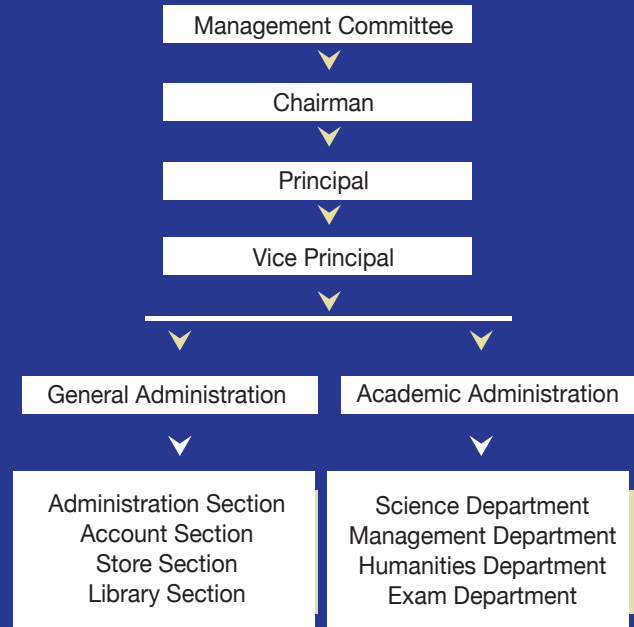 Management Committee
Chairman
Principal
Vice Principal
General Administration
Academic Administration
Administration Section
Account Section
Store Section
Library Section
Science Department
Management Department
Humanities Department
Exam Department